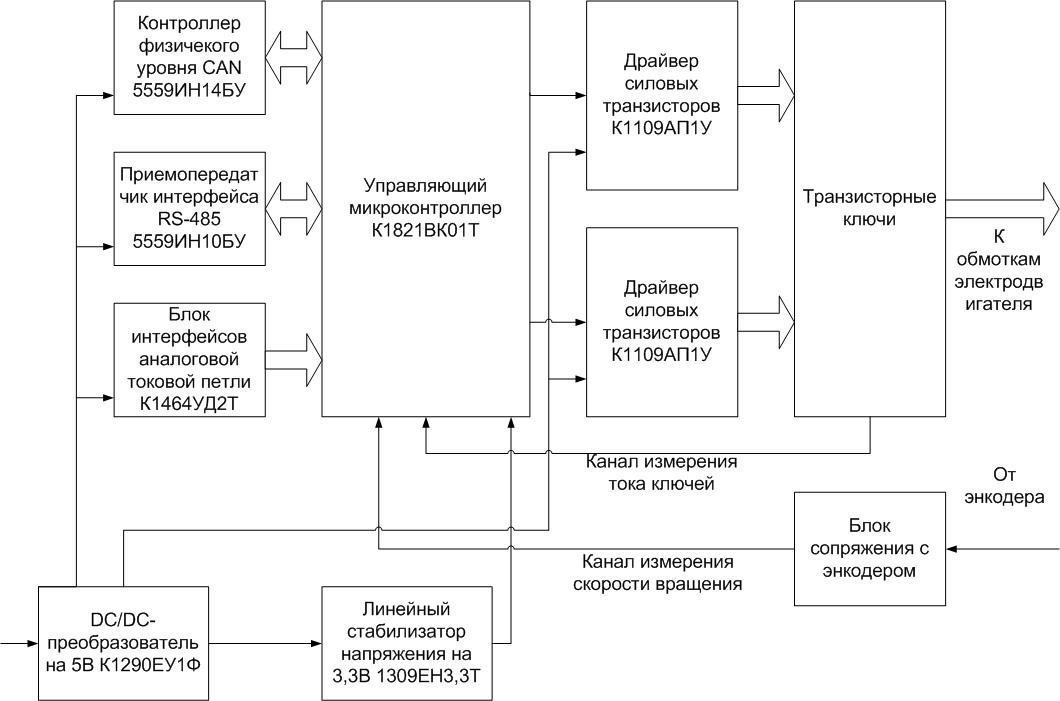 Контроллер
физичекого
уровня CAN
5559ИН14БУ
Приемопередат
чик интерфейса
RS-485
5559ИН10БУ
Блок
интерфейсов
аналоговой
токовой петли
К1464УД2Т
Управляющий
микроконтроллер
К1821ВК01Т
Драйвер
силовых
транзисторов
К1109АП1У
Драйвер
силовых
транзисторов
К1109АП1У
Транзисторные
ключи
К
обмоткам
электродв
игателя
Канал измерения
тока ключей
От
энкодера
Блок
сопряжения с
энкодером
Канал измерения
скорости вращения
DC/DC-
преобразователь
на 5В К1290ЕУ1Ф
Линейный
стабилизатор
напряжения на
3,3В 1309ЕН3,3Т